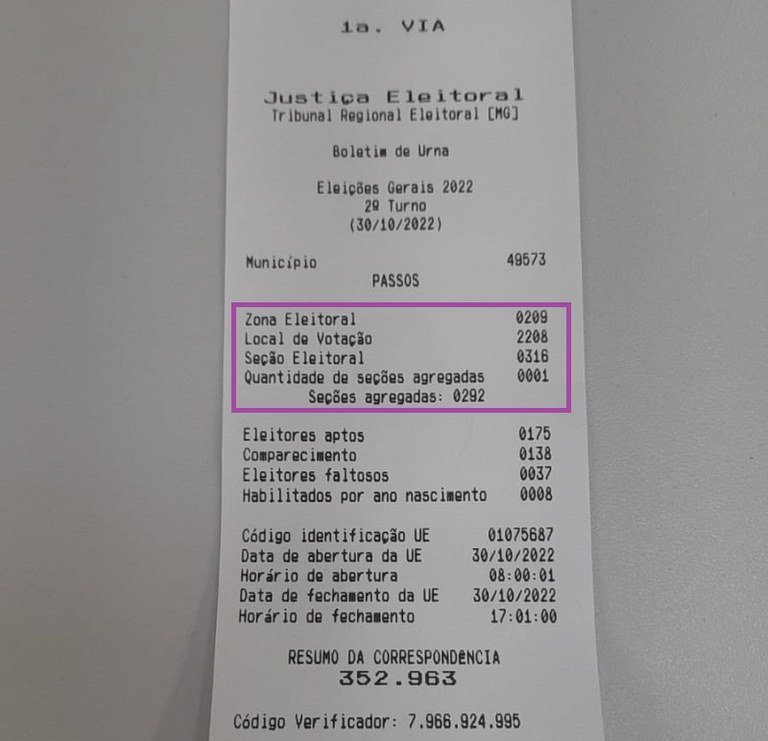 1a. VIA
Justiça Eleitoral
Tribunal Regional Eleitoral [MG]
Boletim de Urna
Eleições Gerais 2022
2º Turno
(30/10/2022)
Município 49573
PASSOS
Zona Eleitoral 0209
Local de Votação 2208
Seção Eleitoral 0316
Quantidade de seções agregadas 0001
Seções agregadas: 0292
Eleitores aptos 0175
Comparecimento 0138
Eleitores faltosos 0037
Habilitados por ano nascimento 0008
Código identificação UE 01075687
Data de abertura da UE 30/10/2022
Horário de abertura 08:00:01
Data de fechamento da UE 30/10/2022
Horário de fechamento 17:01:00
RESUMO DA CORRESPONDÊNCIA
352.963
Código Verificador: 7.966.924.995